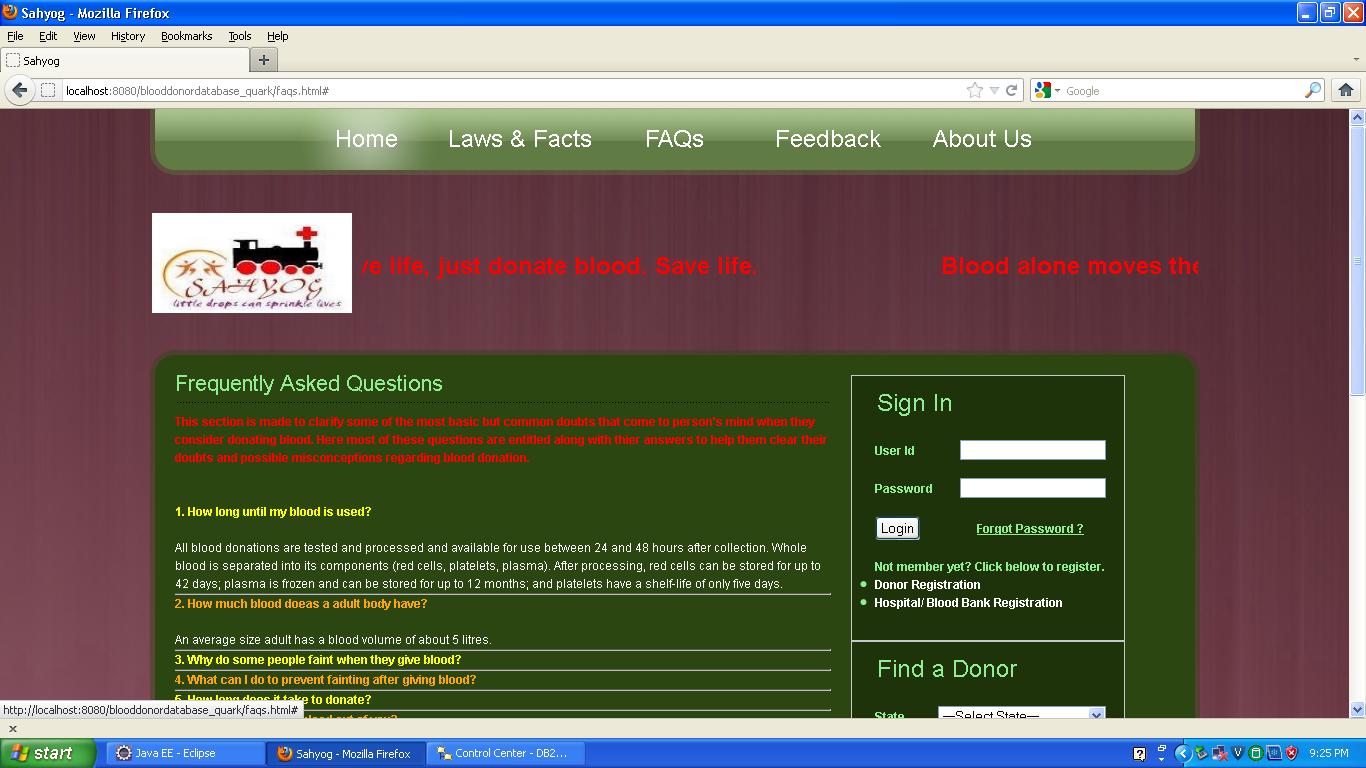 Sahyog - Mozilla Firefox
File Edit View History Bookmarks Tools Help
Sahyog
localhost:8080/blooddonordatabase_quark/faqs.html#
Google
Home Laws & Facts FAQs Feedback About Us
SAHYOG
little drops can sprinkle lives
ve life, just donate blood. Save life. Blood alone moves the
Frequently Asked Questions
This section is made to clarify some of the most basic but common doubts that come to person's mind when they
consider donating blood. Here most of these questions are entitled along with thier answers to help them clear their
doubts and possible misconceptions regarding blood donation.
1. How long until my blood is used?
All blood donations are tested and processed and available for use between 24 and 48 hours after collection. Whole
blood is separated into its components (red cells, platelets, plasma). After processing, red cells can be stored for up to
42 days; plasma is frozen and can be stored for up to 12 months; and platelets have a shelf-life of only five days.
2. How much blood doeas a adult body have?
An average size adult has a blood volume of about 5 litres.
3. Why do some people faint when they give blood?
4. What can I do to prevent fainting after giving blood?
5. How long does it take to donate?
Sign In
User Id
Password
Login Forgot Password ?
Not member yet? Click below to register.
Donor Registration
Hospital/ Blood Bank Registration
Find a Donor
State ---Select State---
http://localhost:8080/blooddonordatabase_quark/faqs.html#
start Java EE - Eclipse Sahyog - Mozilla Firefox Control Center - DB2... 9:25 PM